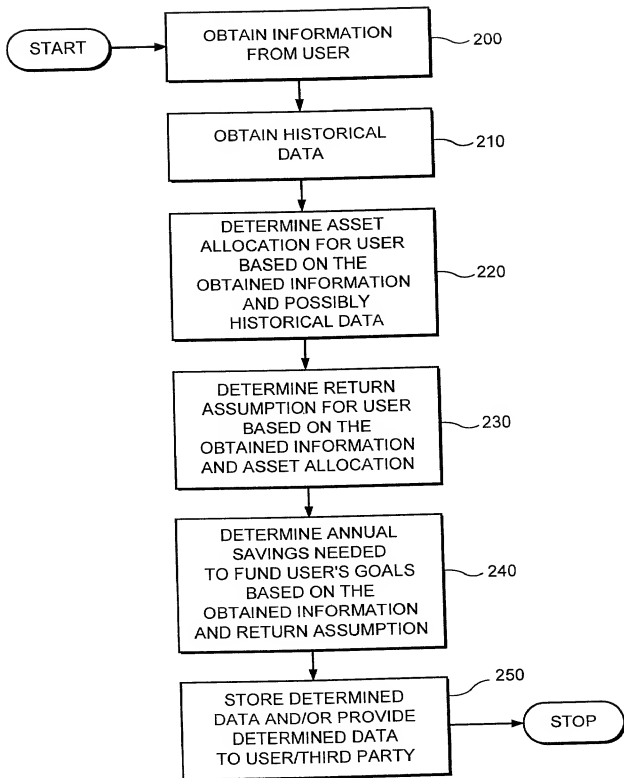 START
OBTAIN INFORMATION
FROM USER
200
OBTAIN HISTORICAL
DATA
210
DETERMINE ASSET
ALLOCATION FOR USER
BASED ON THE
OBTAINED INFORMATION
AND POSSIBLY
HISTORICAL DATA
220
DETERMINE RETURN
ASSUMPTION FOR USER
BASED ON THE
OBTAINED INFORMATION
AND ASSET ALLOCATION
230
DETERMINE ANNUAL
SAVINGS NEEDED
TO FUND USER'S GOALS
BASED ON THE
OBTAINED INFORMATION
AND RETURN ASSUMPTION
240
STORE DETERMINED
DATA AND/OR PROVIDE
DETERMINED DATA
TO USER/THIRD PARTY
250
STOP